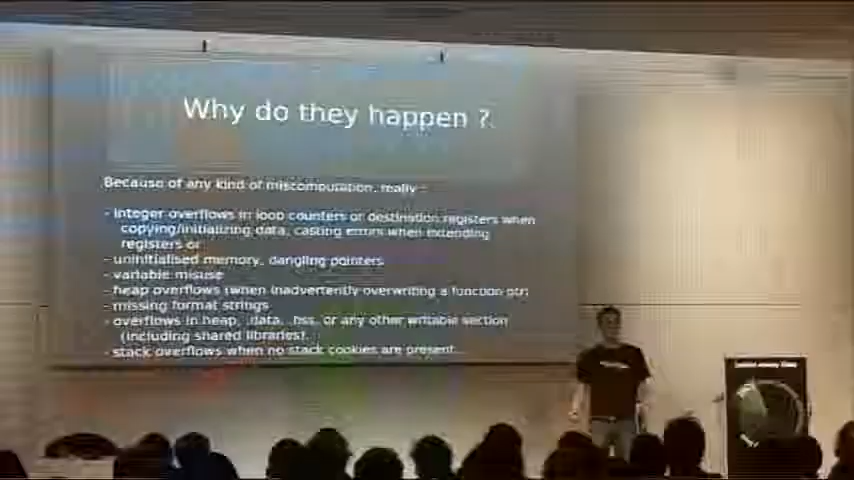 Why do they happen ?
Because of any kind of miscomputation, really :
- integer overflows in loop counters or destination registers when
copying/initializing data, casting errors when extending
registers or
- uninitialised memory, dangling pointers
- variable misuse
- heap overflows (when inadvertently overwriting a function ptr)
- missing format strings
- overflows in heap, .data, .bss, or any other writable section
(including shared libraries).
- stack overflows when no stack cookies are present...